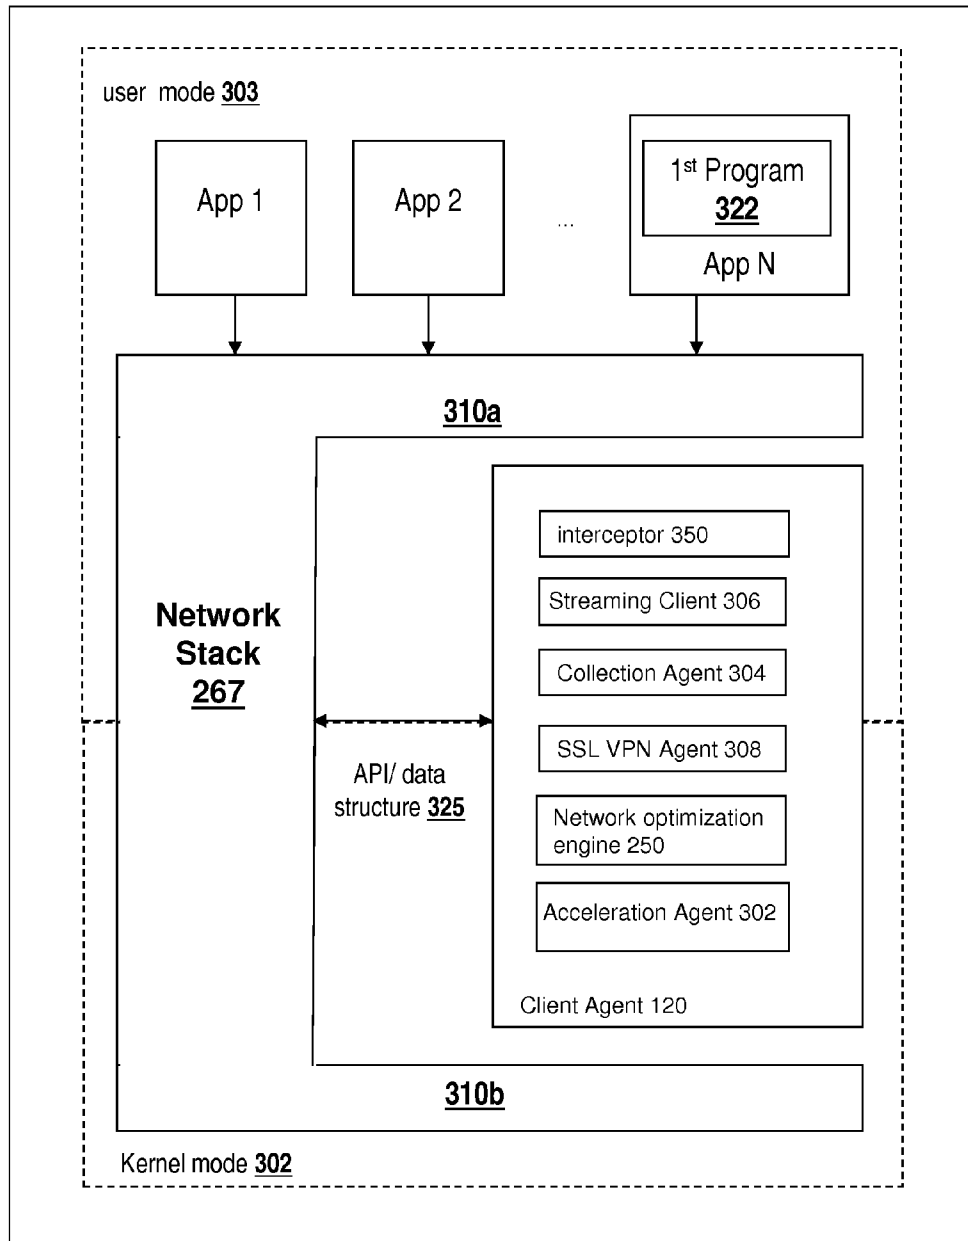 user mode 303
App 1
App 2
...
1st Program
322
App N
310a
Network
Stack
267
API/ data
structure 325
interceptor 350
Streaming Client 306
Collection Agent 304
SSL VPN Agent 308
Network optimization
engine 250
Acceleration Agent 302
Client Agent 120
310b
Kernel mode 302